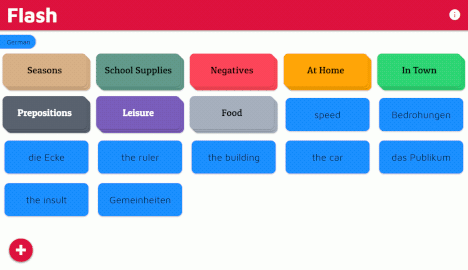 Flash
German
Seasons
School Supplies
Negatives
At Home
In Town
Prepositions
Leisure
Food
speed
Bedrohungen
die Ecke
the ruler
the building
the car
das Publikum
the insult
Gemeinheiten